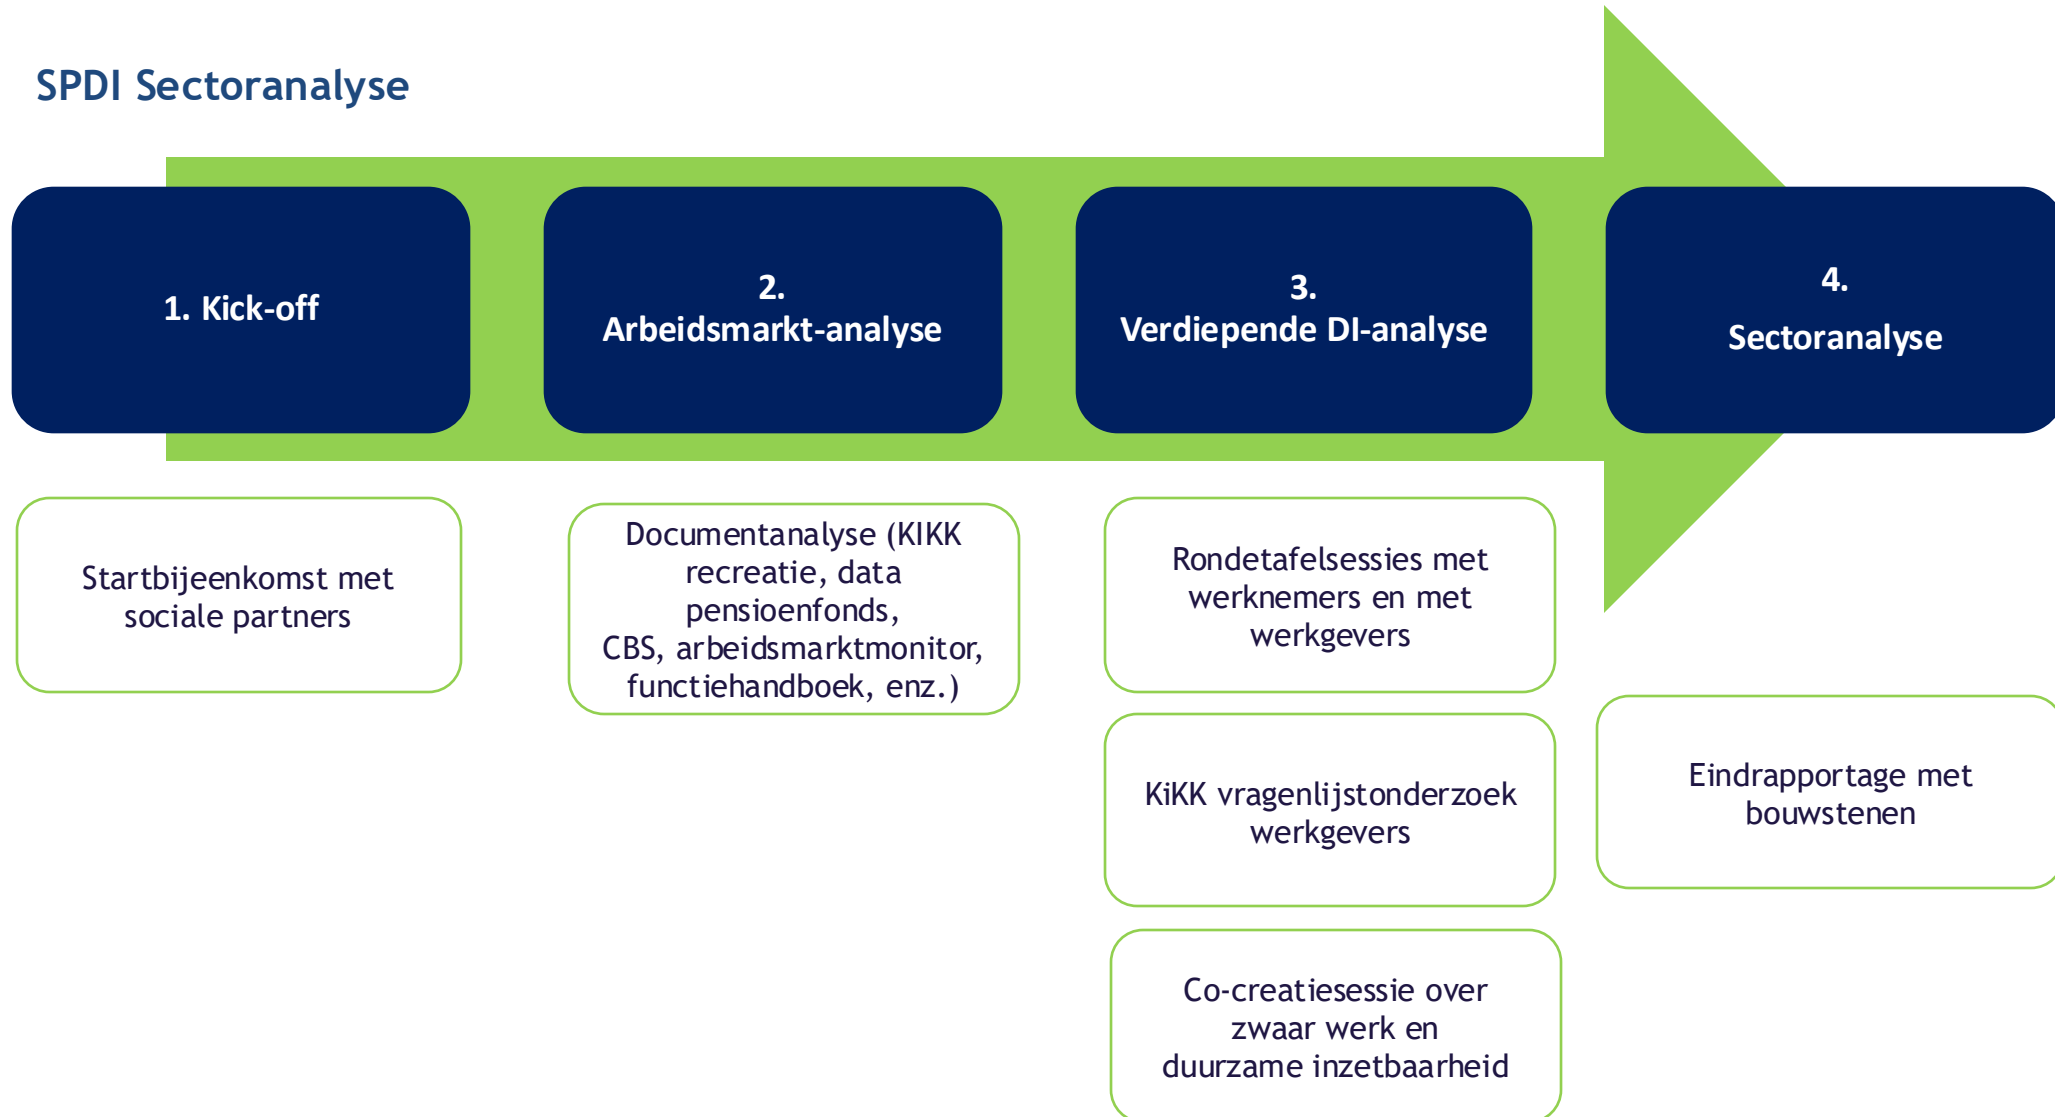 SPDI Sectoranalyse
1. Kick-off
2.
Arbeidsmarkt-analyse
3.
Verdiepende DI-analyse
4.
Sectoranalyse
Startbijeenkomst met
sociale partners
Documentanalyse (KIKK
recreatie, data
pensioenfonds,
CBS, arbeidsmarktmonitor,
functiehandboek, enz.)
Rondetafelsessies met
werknemers en met
werkgevers
KiKK vragenlijstonderzoek
werkgevers
Co-creatiesessie over
zwaar werk en
duurzame inzetbaarheid
Eindrapportage met
bouwstenen